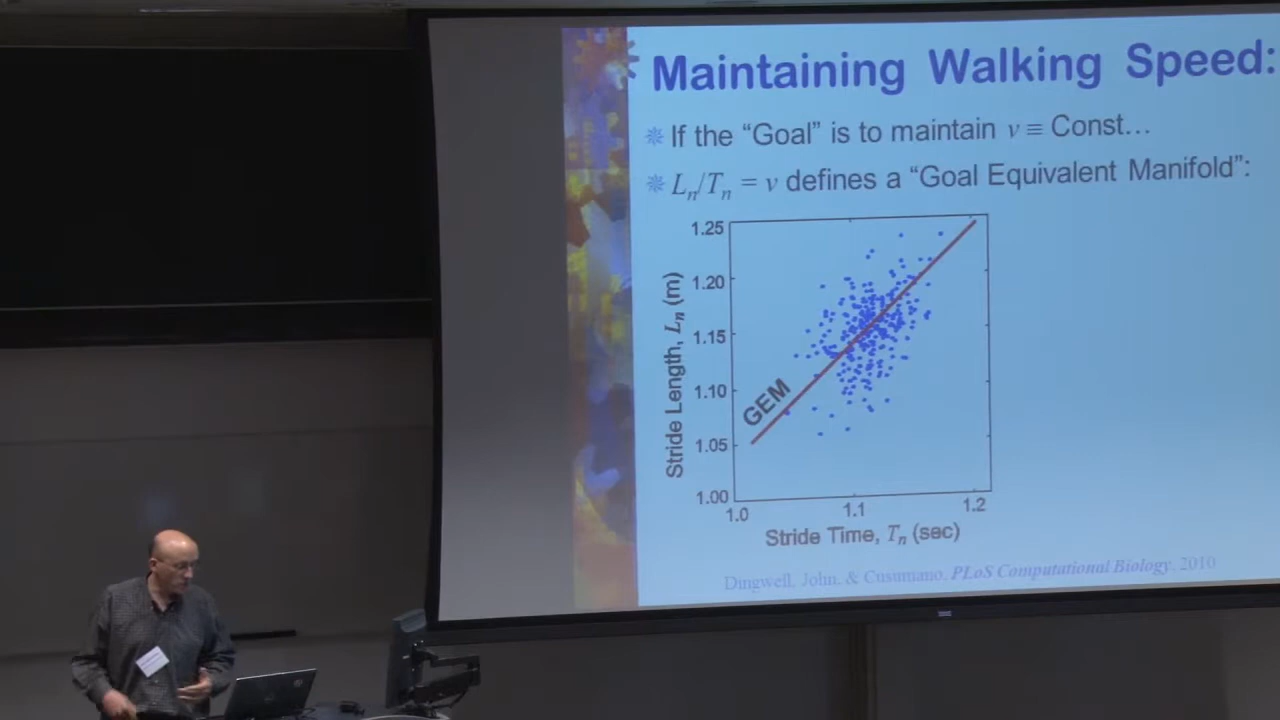 Maintaining Walking Speed:
If the “Goal” is to maintain v ≡ Const…
Lₙ/Tₙ = v defines a “Goal Equivalent Manifold”:
1.25
1.20
1.15
1.10
1.05
1.00
Stride Length, Lₙ (m)
GEM
1.0 1.1 1.2
Stride Time, Tₙ (sec)
Dingwell, John, & Cusumano, PLoS Computational Biology, 2010